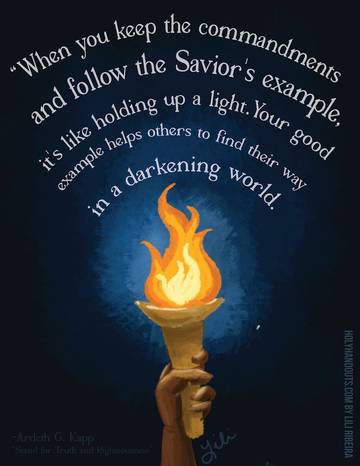 “When you keep the commandments
and follow the Savior's example,
it's like holding up a light. Your good
example helps others to find their way
in a darkening world.
-Ardeth G. Kapp
"Stand for Truth and Righteousness"
Lili
HOLYHANDOUTS.COM BY LILI RIBEIRA